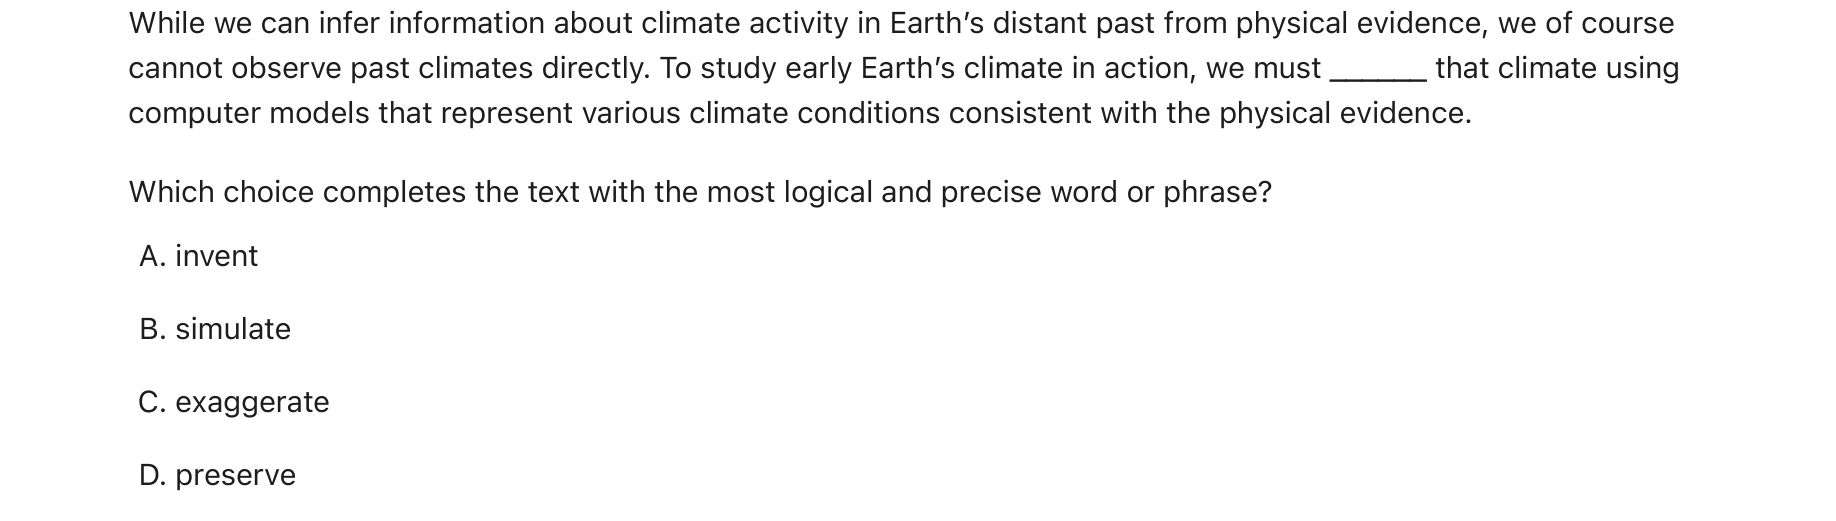 While we can infer information about climate activity in Earth’s distant past from physical evidence, we of course
cannot observe past climates directly. To study early Earth’s climate in action, we must ______ that climate using
computer models that represent various climate conditions consistent with the physical evidence.
Which choice completes the text with the most logical and precise word or phrase?
A. invent
B. simulate
C. exaggerate
D. preserve